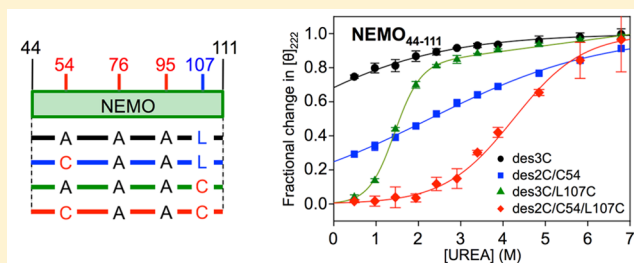 44 54 76 95 107 111
NEMO
A A A L
C A A L
A A A C
C A A C
NEMO44-111
Fractional change in [θ]222
1.0
0.8
0.6
0.4
0.2
0.0
des3C
des2C/C54
des3C/L107C
des2C/C54/L107C
0 1 2 3 4 5 6 7
[UREA] (M)